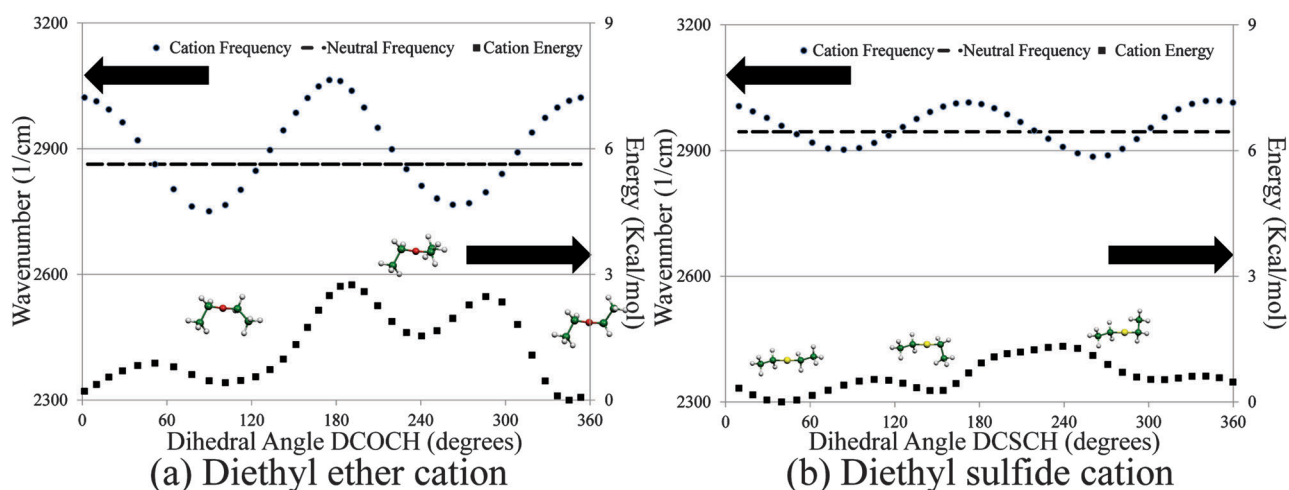 3200
2900
2600
2300
Wavenumber (1/cm)
Cation Frequency
Neutral Frequency
Cation Energy
9
6
3
0
Energy (Kcal/mol)
0 60 120 180 240 300 360
Dihedral Angle DCOCH (degrees)
(a) Diethyl ether cation
3200
2900
2600
2300
Wavenmber (1/cm)
Cation Frequency
Neutral Frequency
Cation Energy
9
6
3
0
Energy (Kcal/mol)
0 60 120 180 240 300 360
Dihedral Angle DCSCH (degrees)
(b) Diethyl sulfide cation